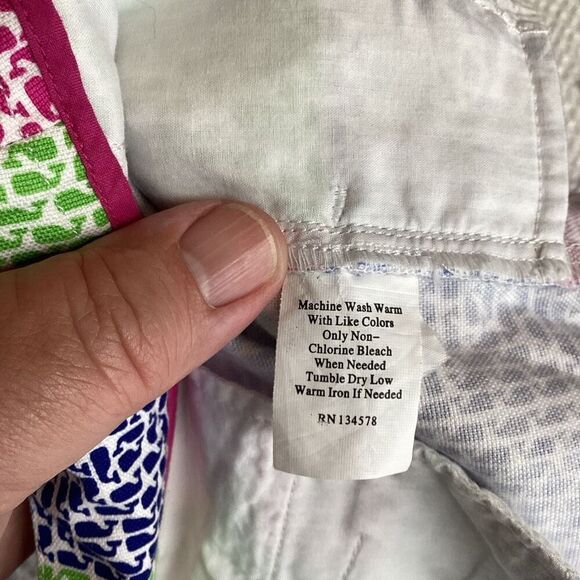 Machine Wash Warm
With Like Colors
Only Non-
Chlorine Bleach
When Needed
Tumble Dry Low
Warm Iron If Needed
RN 134578